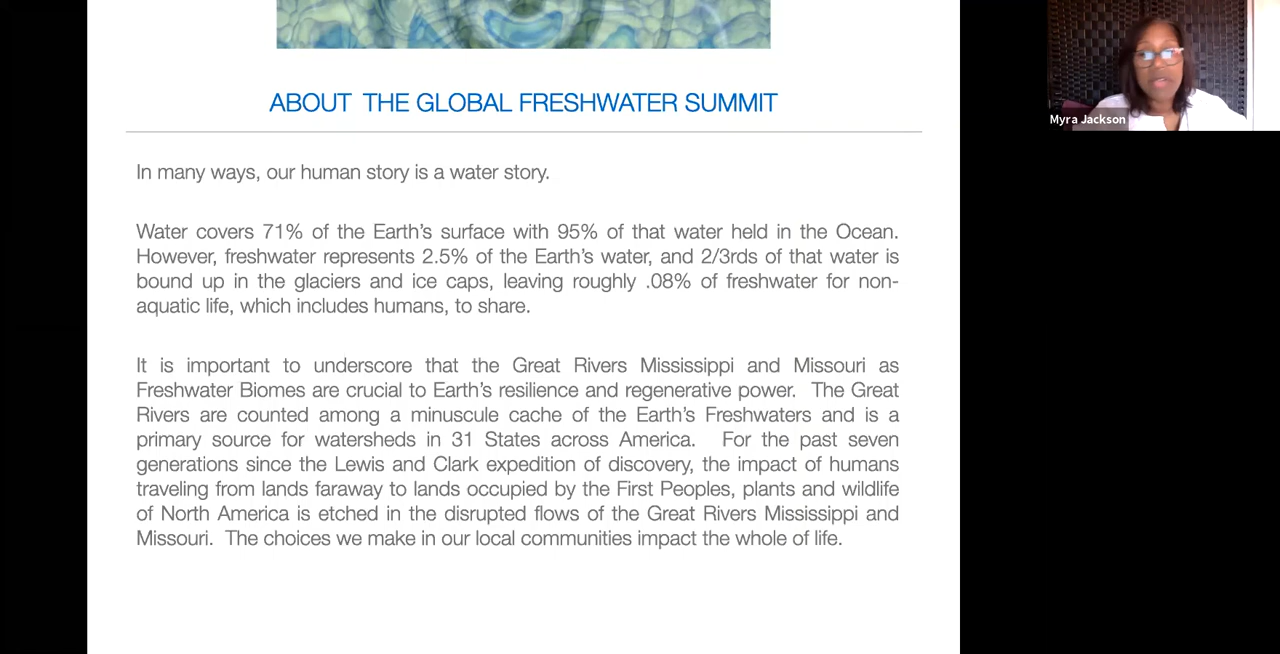 ABOUT THE GLOBAL FRESHWATER SUMMIT
Myra Jackson
In many ways, our human story is a water story.
Water covers 71% of the Earth's surface with 95% of that water held in the Ocean.
However, freshwater represents 2.5% of the Earth's water, and 2/3rds of that water is
bound up in the glaciers and ice caps, leaving roughly .08% of freshwater for non-
aquatic life, which includes humans, to share.
It is important to underscore that the Great Rivers Mississippi and Missouri as
Freshwater Biomes are crucial to Earth's resilience and regenerative power. The Great
Rivers are counted among a minuscule cache of the Earth's Freshwaters and is a
primary source for watersheds in 31 States across America. For the past seven
generations since the Lewis and Clark expedition of discovery, the impact of humans
traveling from lands faraway to lands occupied by the First Peoples, plants and wildlife
of North America is etched in the disrupted flows of the Great Rivers Mississippi and
Missouri. The choices we make in our local communities impact the whole of life.